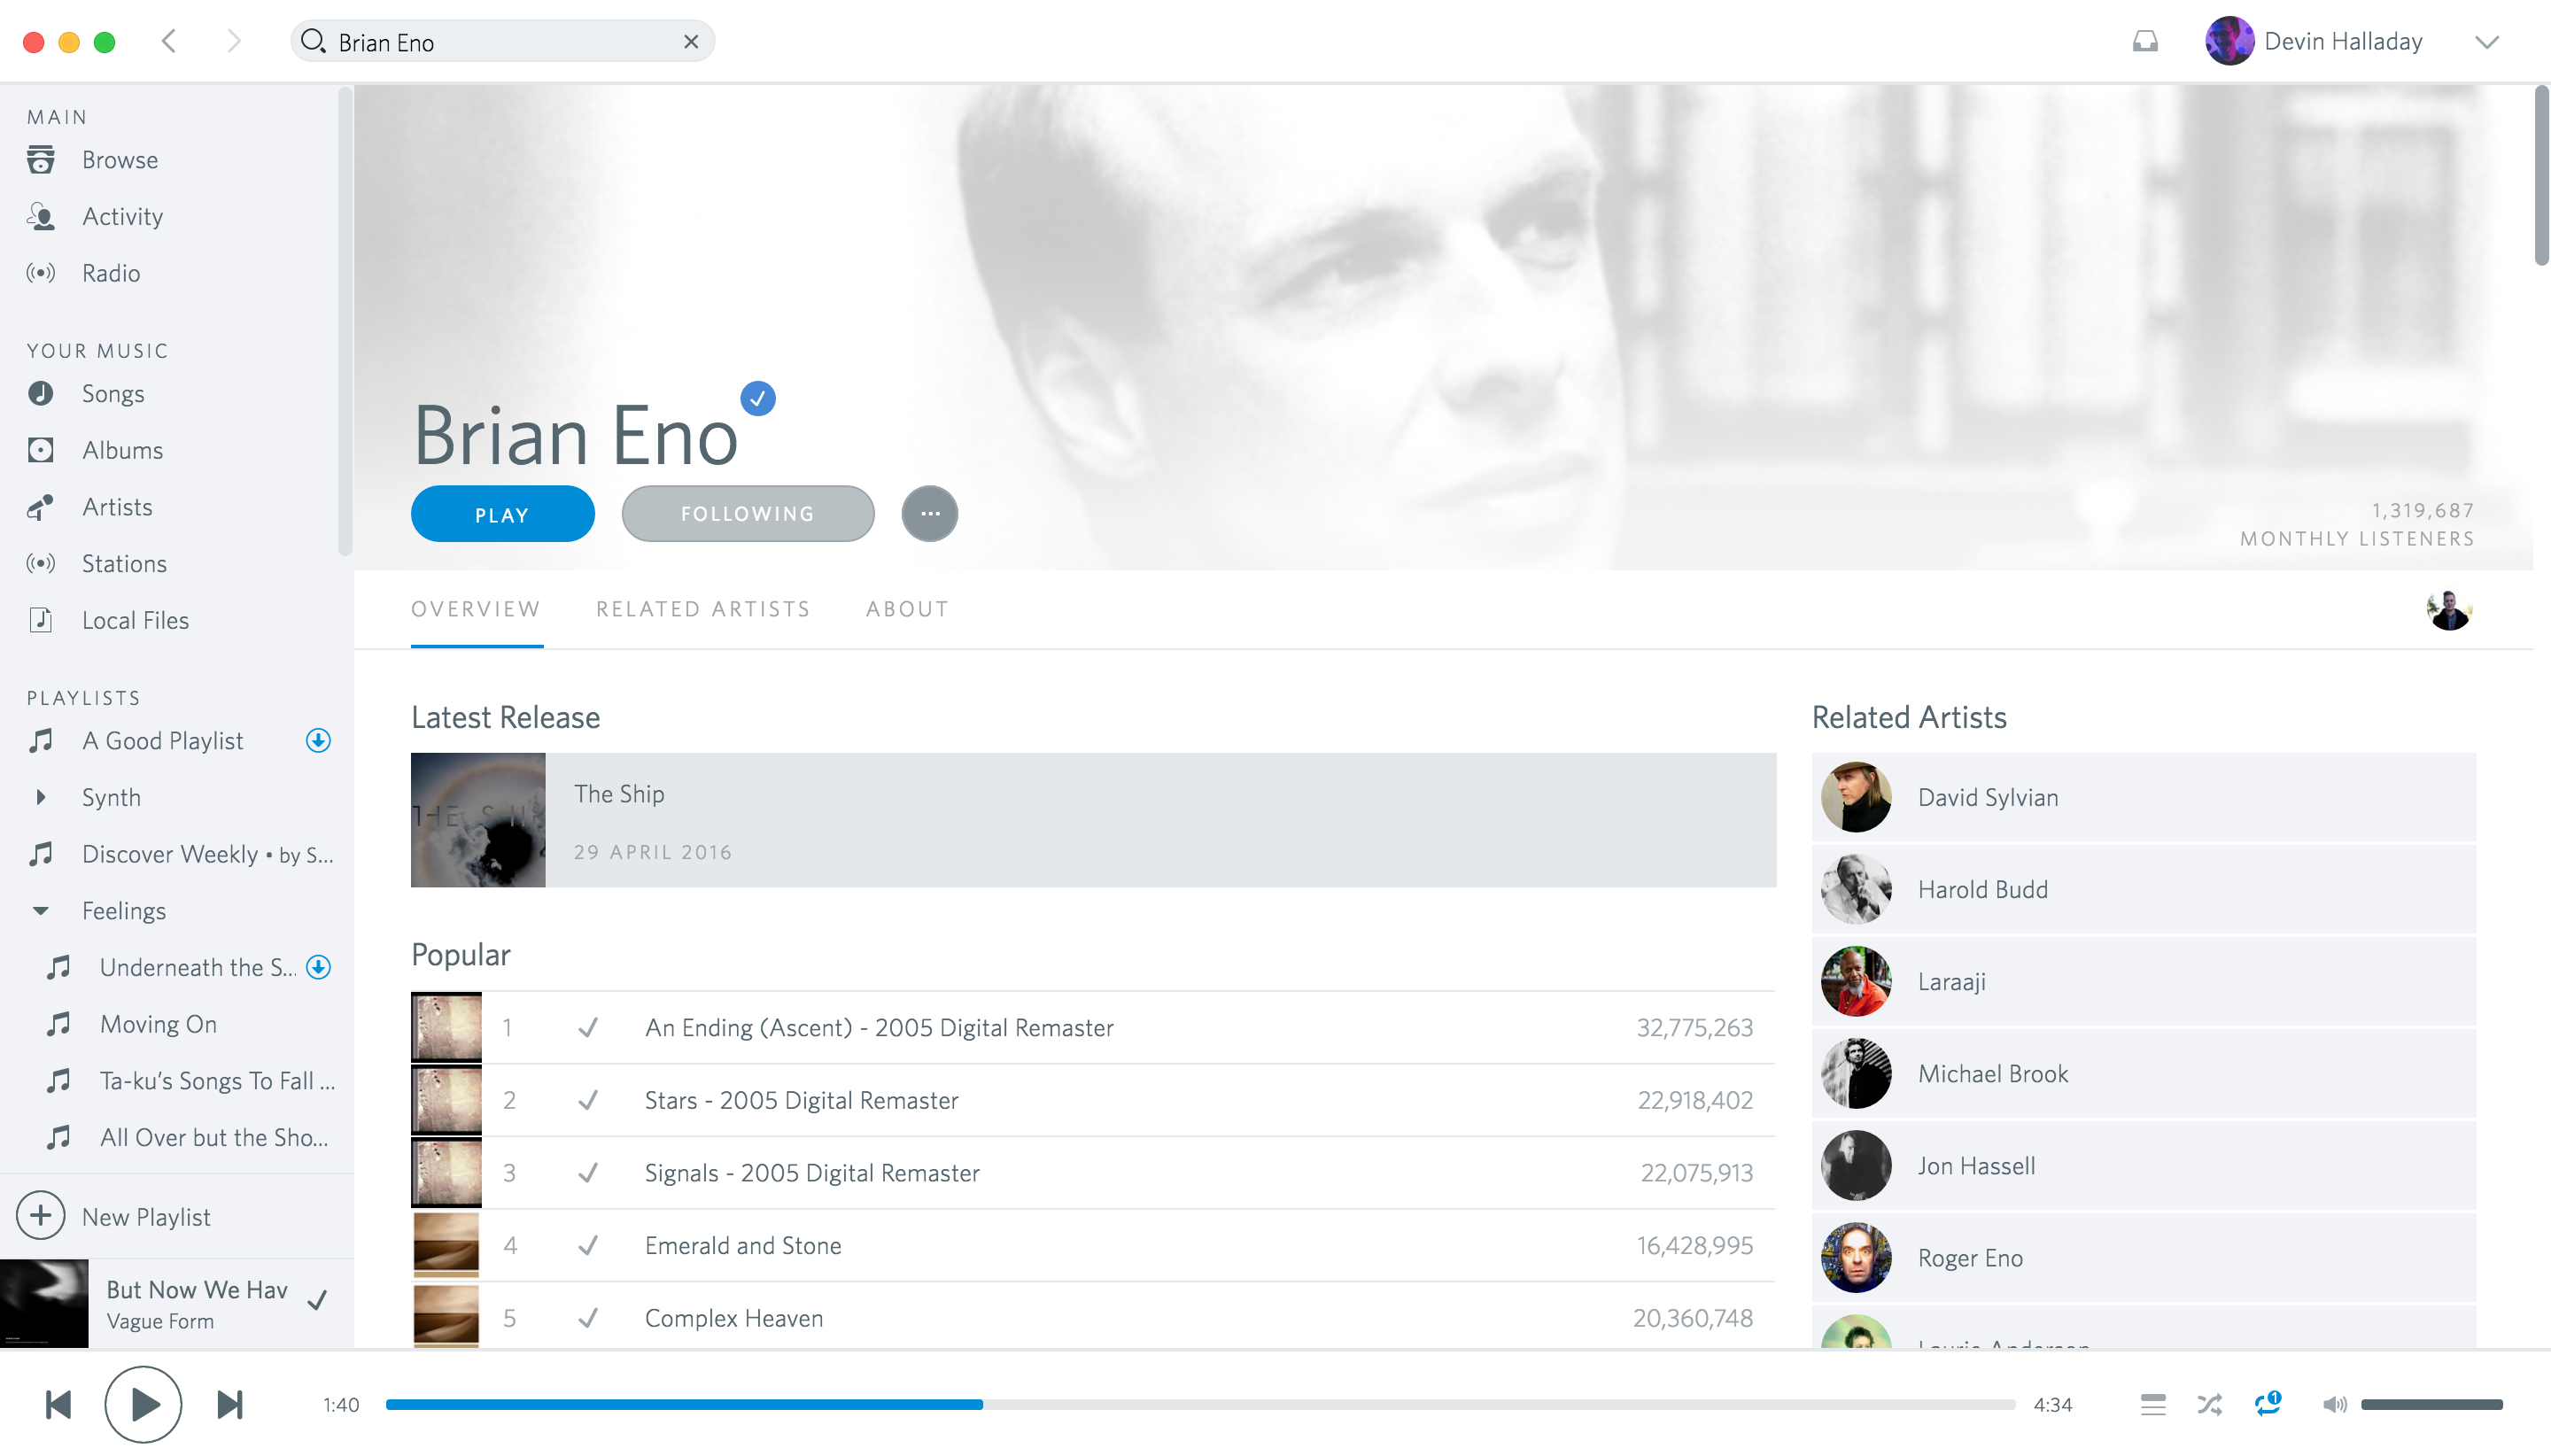 Brian Eno
Devin Halladay
MAIN
Browse
Activity
Radio
YOUR MUSIC
Songs
Albums
Artists
Stations
Local Files
PLAYLISTS
A Good Playlist
Synth
Discover Weekly • by S...
Feelings
Underneath the S...
Moving On
Ta-ku’s Songs To Fall ...
All Over but the Sho...
New Playlist
But Now We Hav
Vague Form
Brian Eno
PLAY
FOLLOWING
1,319,687
MONTHLY LISTENERS
OVERVIEW
RELATED ARTISTS
ABOUT
Latest Release
THE SHIP
The Ship
29 APRIL 2016
Popular
1 An Ending (Ascent) - 2005 Digital Remaster 32,775,263
2 Stars - 2005 Digital Remaster 22,918,402
3 Signals - 2005 Digital Remaster 22,075,913
4 Emerald and Stone 16,428,995
5 Complex Heaven 20,360,748
Related Artists
David Sylvian
Harold Budd
Laraaji
Michael Brook
Jon Hassell
Roger Eno
Laurie Anderson
1:40
4:34
1